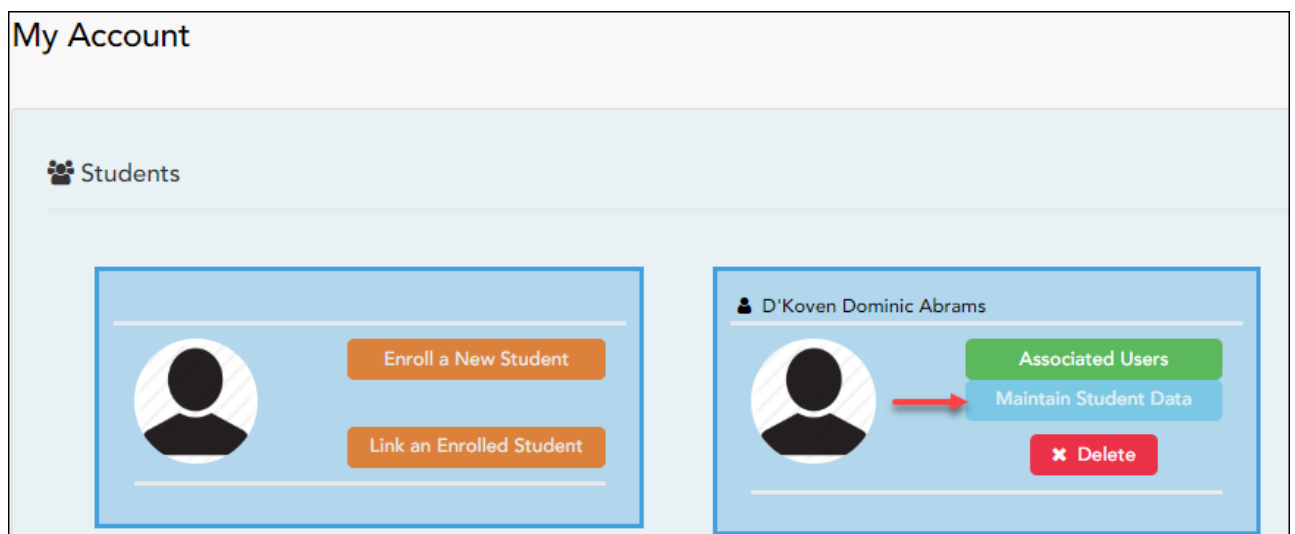 My Account
Students
Enroll a New Student
Link an Enrolled Student
D'Koven Dominic Abrams
Associated Users
Maintain Student Data
Delete